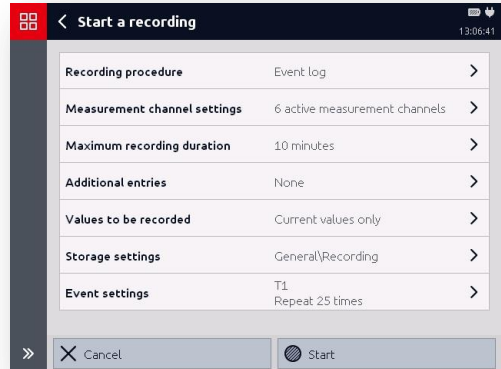 Start a recording
13:06:41
Recording procedure Event log
Measurement channel settings 6 active measurement channels
Maximum recording duration 10 minutes
Additional entries None
Values to be recorded Current values only
Storage settings General\Recording
Event settings T1
Repeat 25 times
Cancel Start